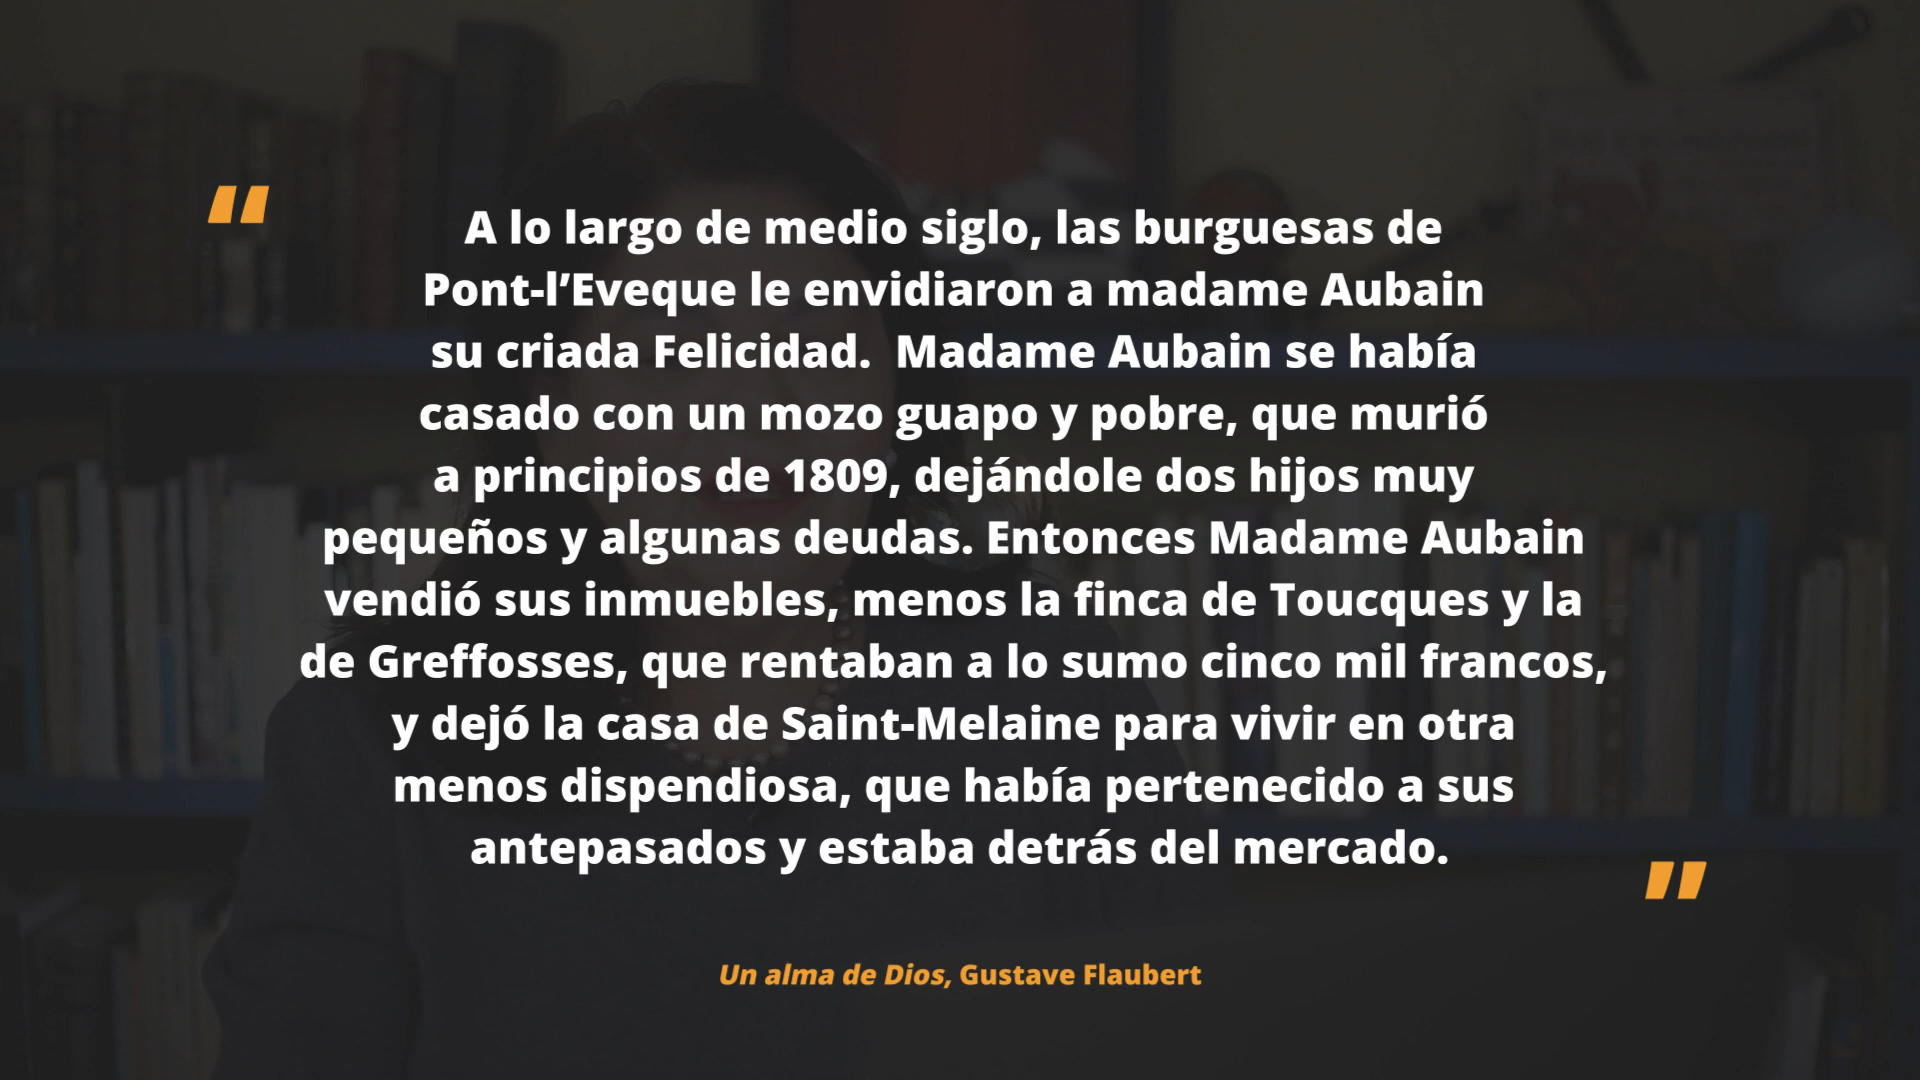 “
A lo largo de medio siglo, las burguesas de
Pont-l’Eveque le envidiaron a madame Aubain
su criada Felicidad.  Madame Aubain se había
casado con un mozo guapo y pobre, que murió
a principios de 1809, dejándole dos hijos muy
pequeños y algunas deudas. Entonces Madame Aubain
vendió sus inmuebles, menos la finca de Toucques y la
de Greffosses, que rentaban a lo sumo cinco mil francos,
y dejó la casa de Saint-Melaine para vivir en otra
menos dispendiosa, que había pertenecido a sus
antepasados y estaba detrás del mercado.
”
Un alma de Dios, Gustave Flaubert